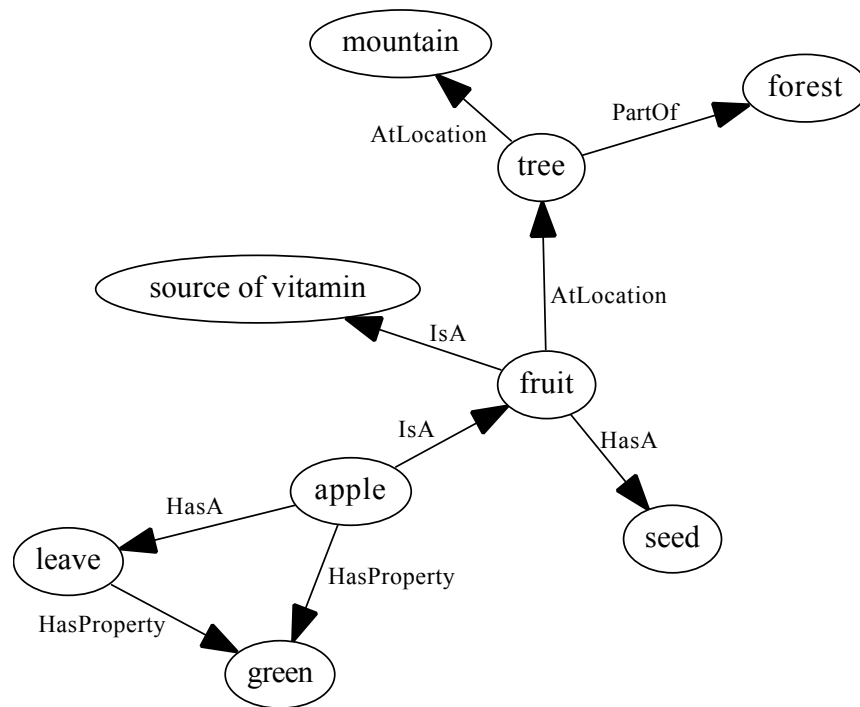 mountain
forest
PartOf
AtLocation
tree
source of vitamin
AtLocation
IsA
fruit
IsA
HasA
apple
HasA
seed
leave
HasProperty
HasProperty
green